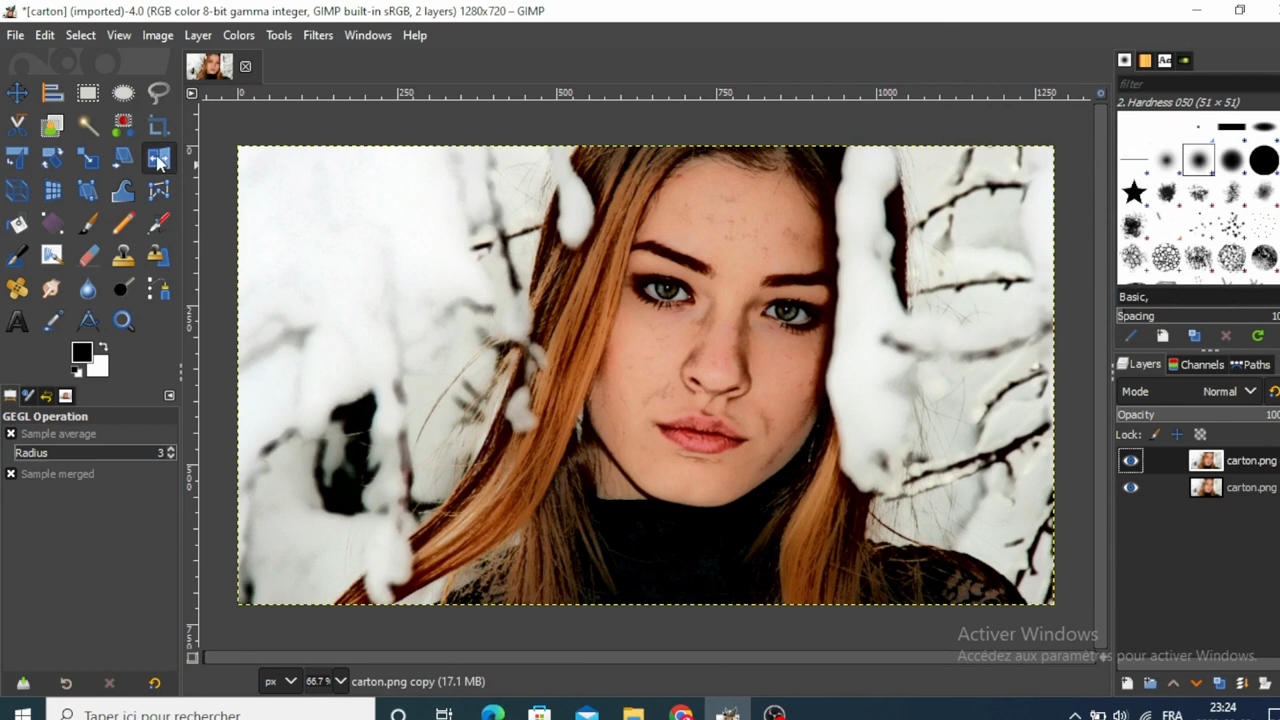 *[carton] (imported)-4.0 (RGB color 8-bit gamma integer, GIMP built-in sRGB, 2 layers) 1280x720 – GIMP
File Edit Select View Image Layer Colors Tools Filters Windows Help
0 250 500 750 1000 1250
filter
2. Hardness 050 (51 × 51)
Basic,
Spacing 10
Layers Channels Paths
Mode Normal
Opacity 100
Lock:
carton.png
carton.png
GEGL Operation
Sample average
Radius 3
Sample merged
Activer Windows
Accédez aux paramètres pour activer Windows.
px 66.7 % carton.png copy (17.1 MB)
Taper ici pour rechercher
FRA
23:24